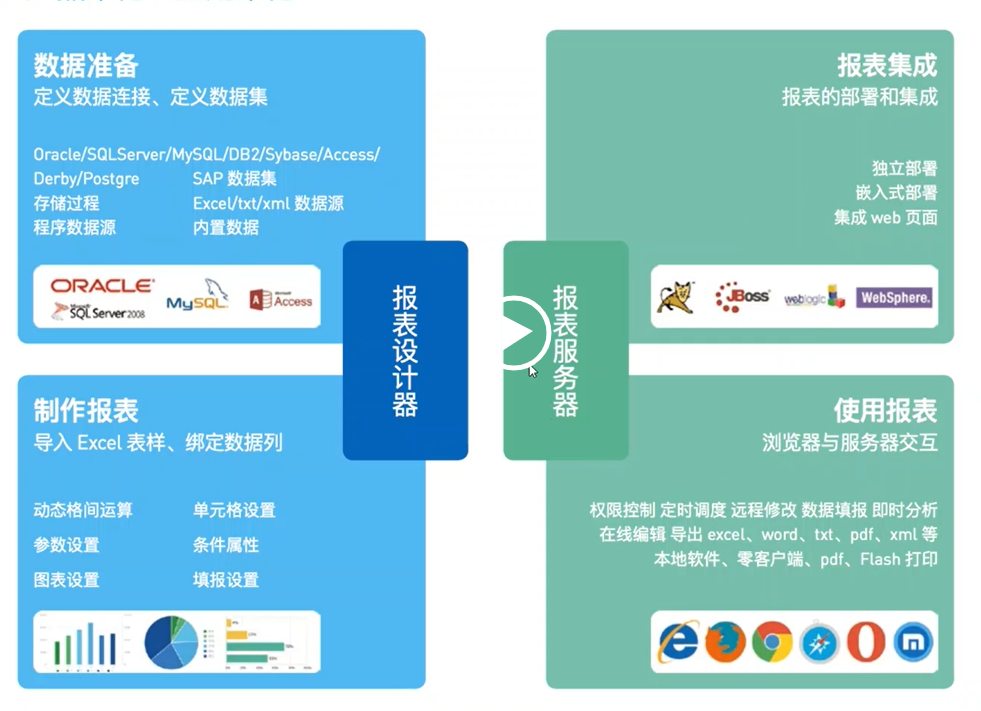 数据准备
定义数据连接、定义数据集
Oracle/SQLServer/MySQL/DB2/Sybase/Access/
Derby/Postgre SAP 数据集
存储过程 Excel/txt/xml 数据源
程序数据源 内置数据
ORACLE
Microsoft
SQL Server 2008
MySQL
Microsoft
Access
报表设计器
制作报表
导入 Excel 表样、绑定数据列
动态格间运算 单元格设置
参数设置 条件属性
图表设置 填报设置
报表集成
报表的部署和集成
独立部署
嵌入式部署
集成 web 页面
JBoss
weblogic
WebSphere.
报表服务器
使用报表
浏览器与服务器交互
权限控制 定时调度 远程修改 数据填报 即时分析
在线编辑 导出 excel、word、txt、pdf、xml 等
本地软件、零客户端、pdf、Flash 打印